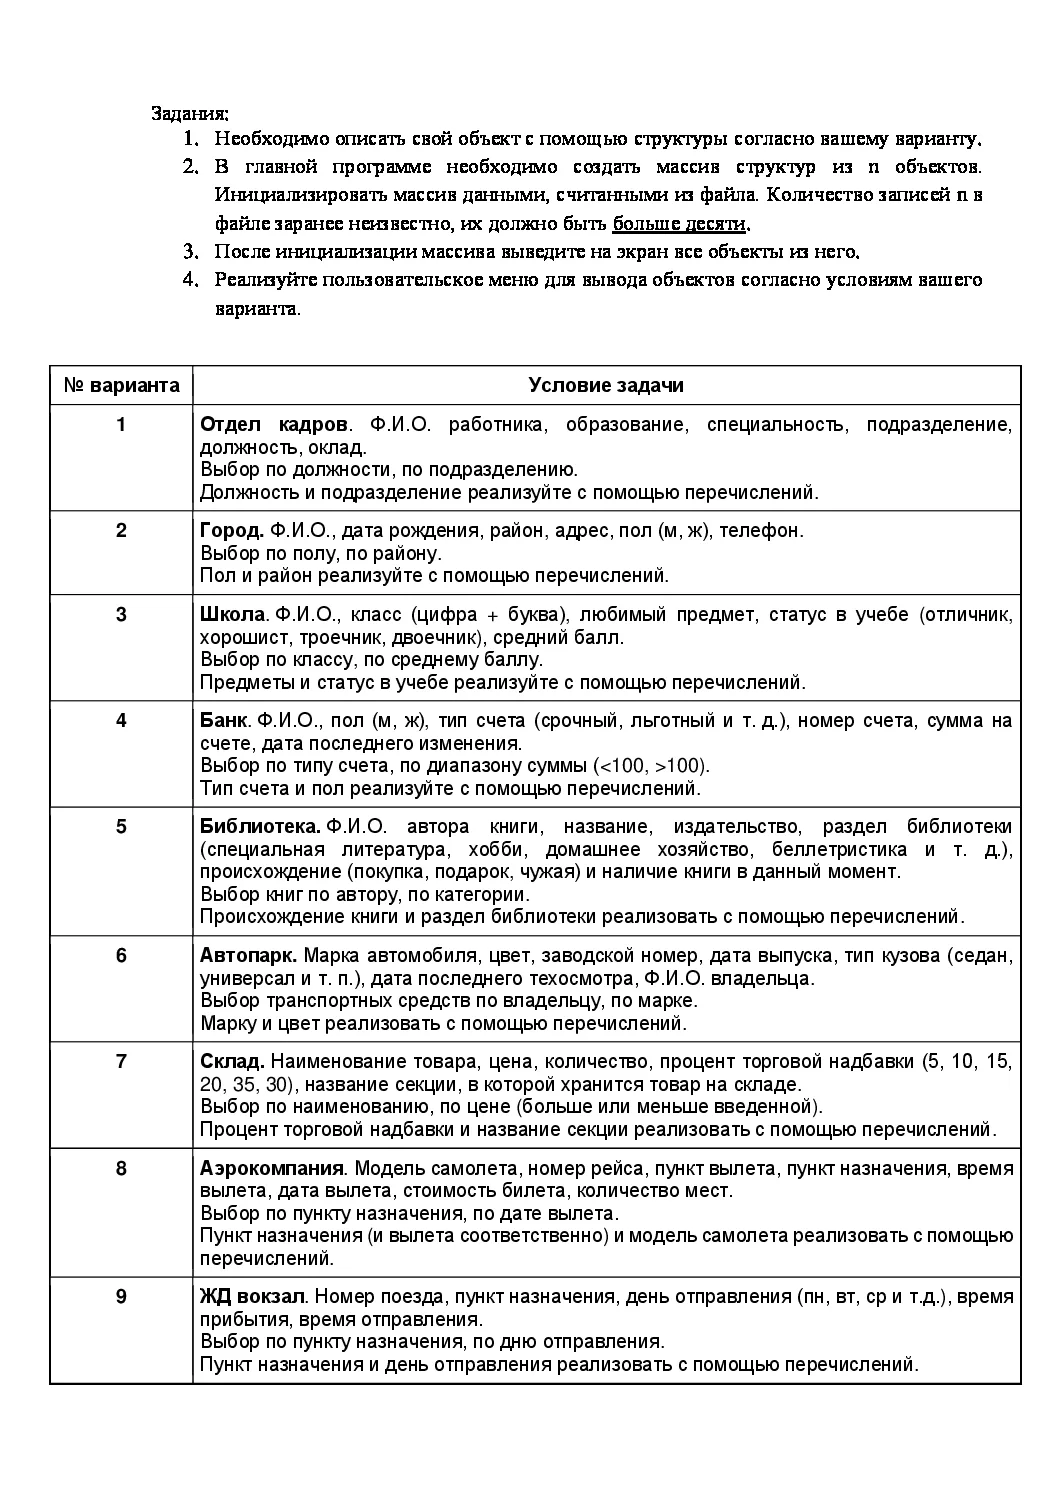 Задания:
1. Необходимо описать свой объект с помощью структуры согласно вашему варианту.
2. В главной программе необходимо создать массив структур из n объектов.
Инициализировать массив данными, считанными из файла. Количество записей n в
файле заранее неизвестно, их должно быть больше десяти.
3. После инициализации массива выведите на экран все объекты из него.
4. Реализуйте пользовательское меню для вывода объектов согласно условиям вашего
варианта.
№ варианта Условие задачи
1 Отдел кадров. Ф.И.О. работника, образование, специальность, подразделение,
должность, оклад.
Выбор по должности, по подразделению.
Должность и подразделение реализуйте с помощью перечислений.
2 Город. Ф.И.О., дата рождения, район, адрес, пол (м, ж), телефон.
Выбор по полу, по району.
Пол и район реализуйте с помощью перечислений.
3 Школа. Ф.И.О., класс (цифра + буква), любимый предмет, статус в учебе (отличник,
хорошист, троечник, двоечник), средний балл.
Выбор по классу, по среднему баллу.
Предметы и статус в учебе реализуйте с помощью перечислений.
4 Банк. Ф.И.О., пол (м, ж), тип счета (срочный, льготный и т. д.), номер счета, сумма на
счете, дата последнего изменения.
Выбор по типу счета, по диапазону суммы (<100, >100).
Тип счета и пол реализуйте с помощью перечислений.
5 Библиотека. Ф.И.О. автора книги, название, издательство, раздел библиотеки
(специальная литература, хобби, домашнее хозяйство, беллетристика и т. д.),
происхождение (покупка, подарок, чужая) и наличие книги в данный момент.
Выбор книг по автору, по категории.
Происхождение книги и раздел библиотеки реализовать с помощью перечислений.
6 Автопарк. Марка автомобиля, цвет, заводской номер, дата выпуска, тип кузова (седан,
универсал и т. п.), дата последнего техосмотра, Ф.И.О. владельца.
Выбор транспортных средств по владельцу, по марке.
Марку и цвет реализовать с помощью перечислений.
7 Склад. Наименование товара, цена, количество, процент торговой надбавки (5, 10, 15,
20, 35, 30), название секции, в которой хранится товар на складе.
Выбор по наименованию, по цене (больше или меньше введенной).
Процент торговой надбавки и название секции реализовать с помощью перечислений.
8 Аэрокомпания. Модель самолета, номер рейса, пункт вылета, пункт назначения, время
вылета, дата вылета, стоимость билета, количество мест.
Выбор по пункту назначения, по дате вылета.
Пункт назначения (и вылета соответственно) и модель самолета реализовать с помощью
перечислений.
9 ЖД вокзал. Номер поезда, пункт назначения, день отправления (пн, вт, ср и т.д.), время
прибытия, время отправления.
Выбор по пункту назначения, по дню отправления.
Пункт назначения и день отправления реализовать с помощью перечислений.